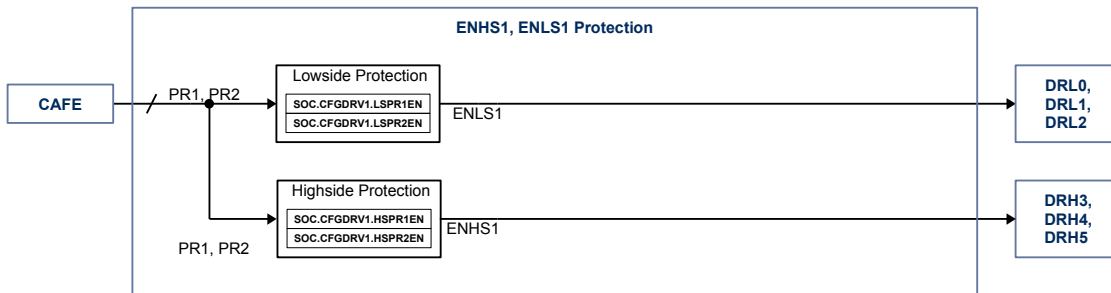 ENHS1, ENLS1 Protection
Lowside Protection
SOC.CFGDRV1.LSPR1EN
SOC.CFGDRV1.LSPR2EN
CAFE
PR1, PR2
ENLS1
DRL0,
DRL1,
DRL2
Highside Protection
SOC.CFGDRV1.HSPR1EN
SOC.CFGDRV1.HSPR2EN
PR1, PR2
ENHS1
DRH3,
DRH4,
DRH5